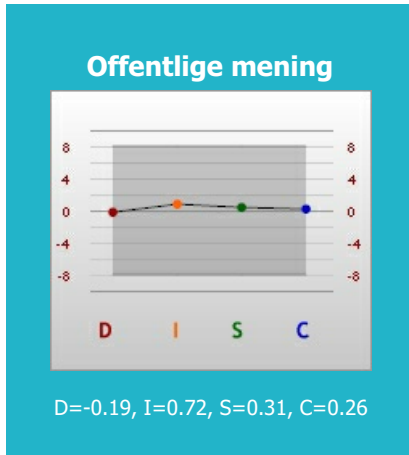 Offentlige mening
8 8
4 4
0 0
-4 -4
-8 -8
D I S C
D=-0.19, I=0.72, S=0.31, C=0.26